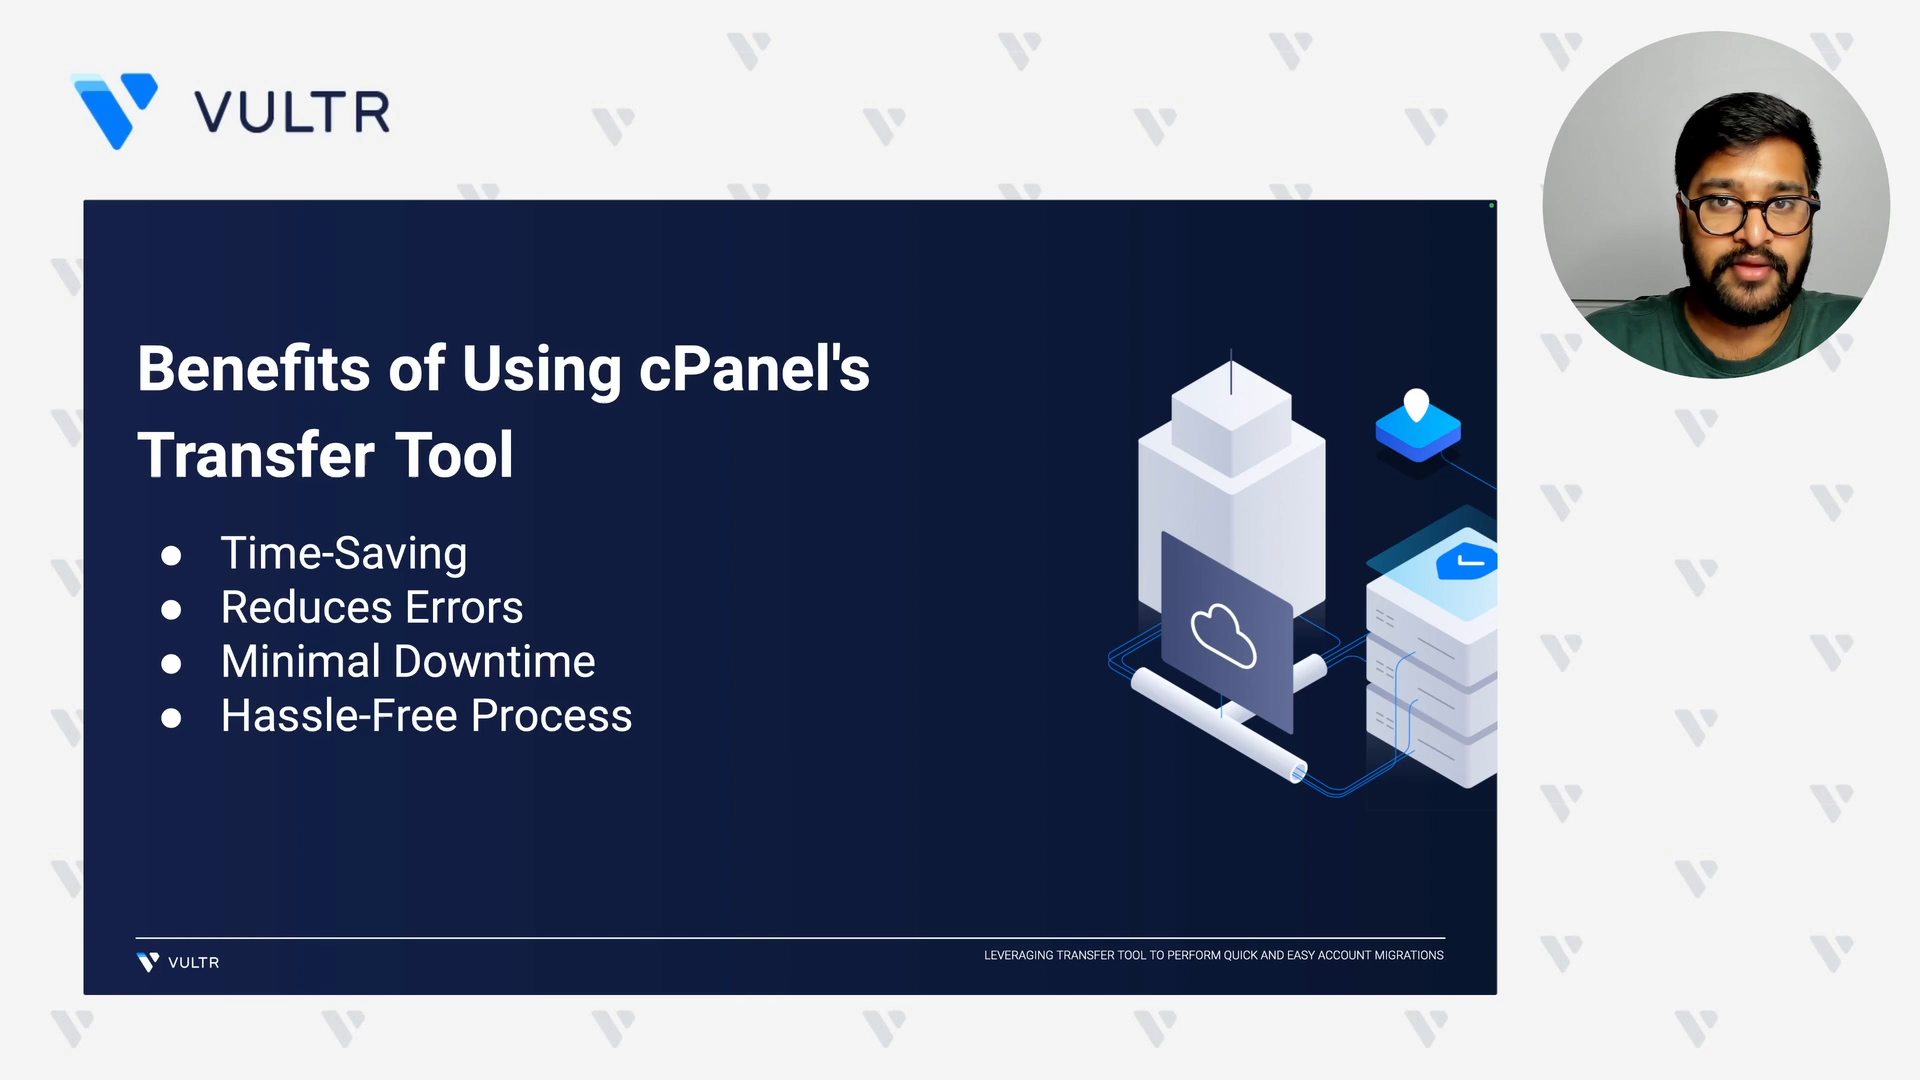 VULTR
Benefits of Using cPanel's
Transfer Tool
● Time-Saving
● Reduces Errors
● Minimal Downtime
● Hassle-Free Process
VULTR
LEVERAGING TRANSFER TOOL TO PERFORM QUICK AND EASY ACCOUNT MIGRATIONS